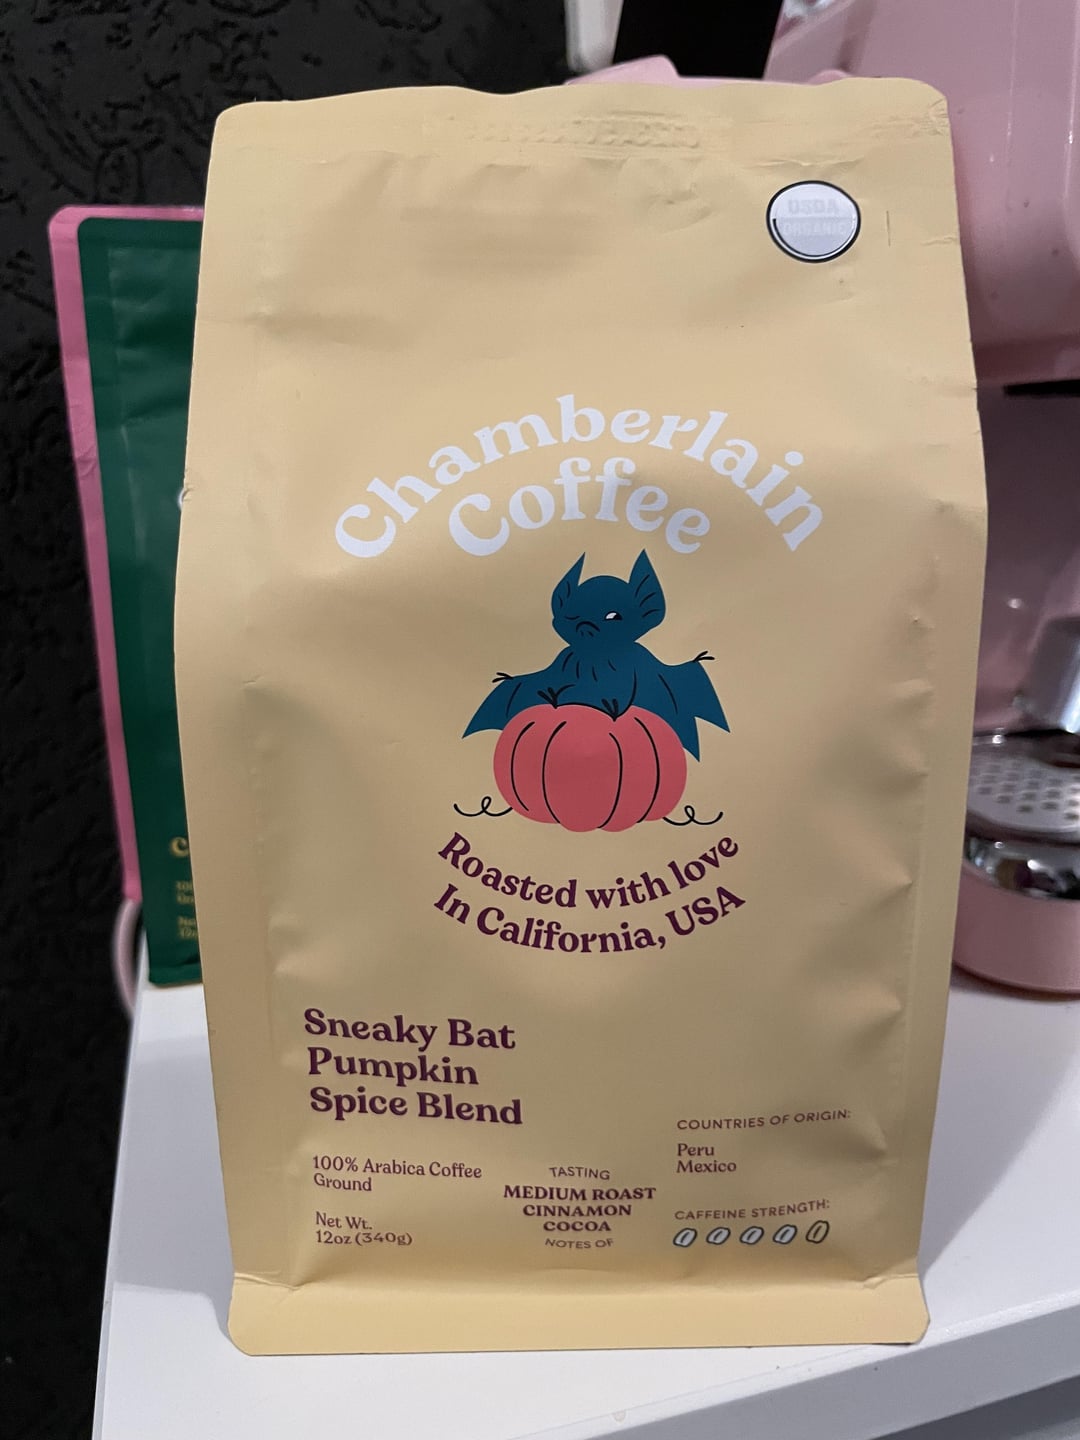 USDA
ORGANIC
Chamberlain
Coffee
Roasted with love
In California, USA
Sneaky Bat
Pumpkin
Spice Blend
100% Arabica Coffee
Ground
Net Wt.
12oz (340g)
TASTING
MEDIUM ROAST
CINNAMON
COCOA
NOTES OF
COUNTRIES OF ORIGIN:
Peru
Mexico
CAFFEINE STRENGTH: